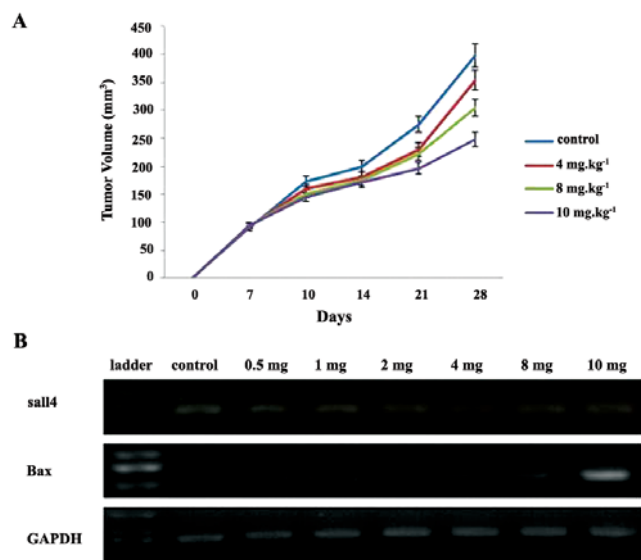 A
Tumor Volume (mm³)
450
400
350
300
250
200
150
100
50
0
0 7 10 14 21 28
Days
control
4 mg.kg⁻¹
8 mg.kg⁻¹
10 mg.kg⁻¹
B
ladder control 0.5 mg 1 mg 2 mg 4 mg 8 mg 10 mg
sall4
Bax
GAPDH